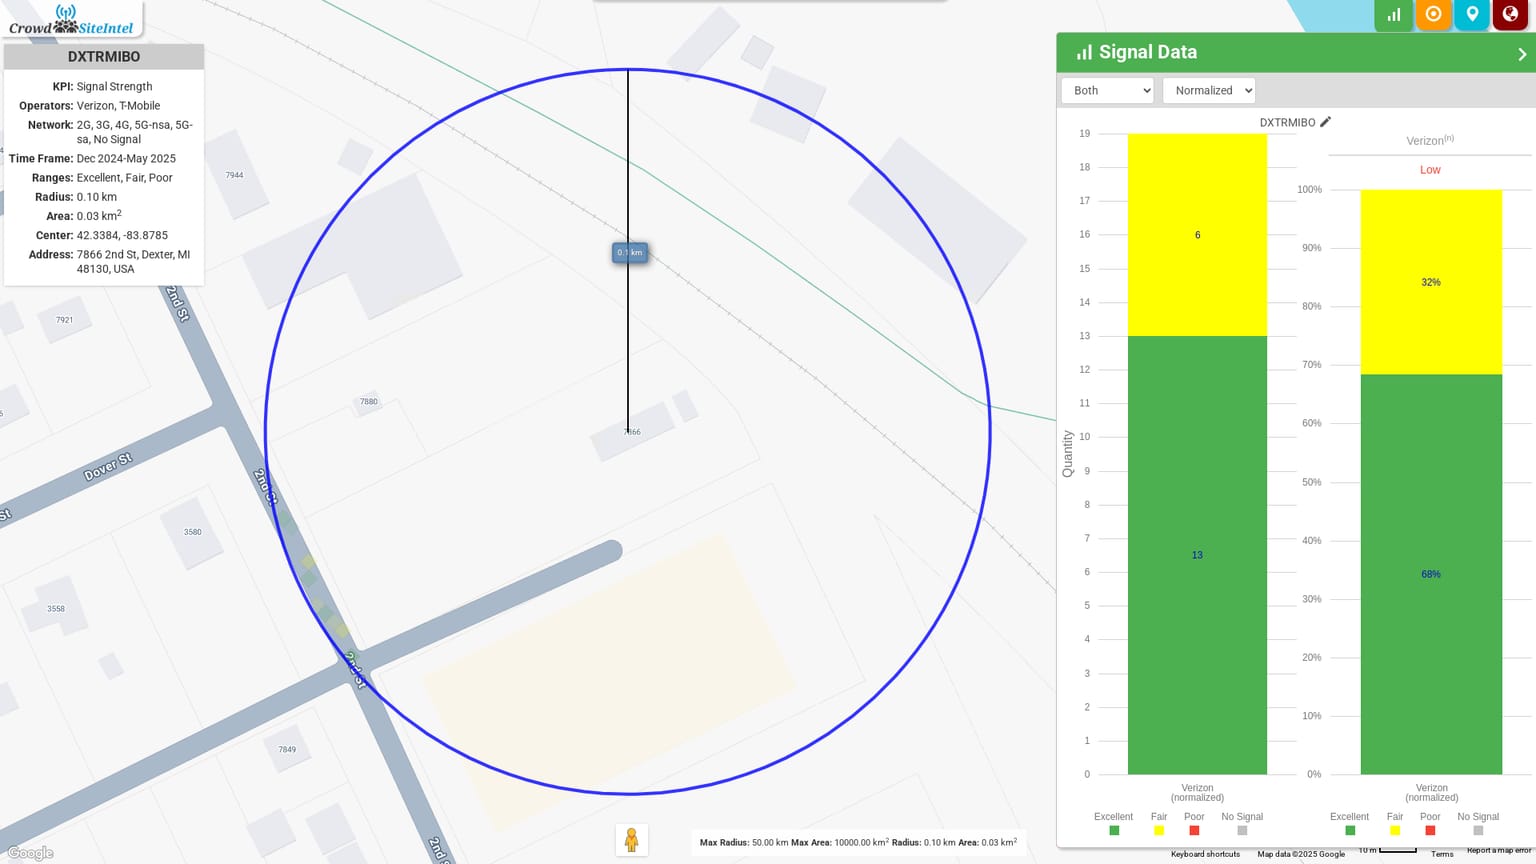 Crowd SiteIntel
DXTRMIBO
KPI: Signal Strength
Operators: Verizon, T-Mobile
Network: 2G, 3G, 4G, 5G-nsa, 5G-
sa, No Signal
Time Frame: Dec 2024-May 2025
Ranges: Excellent, Fair, Poor
Radius: 0.10 km
Area: 0.03 km²
Center: 42.3384, -83.8785
Address: 7866 2nd St, Dexter, MI
48130, USA
7944
0.1 km
2nd St
7921
7880
7866
Dover St
2nd St
St
3580
3558
2nd St
7849
2nd S
Google
Max Radius: 50.00 km Max Area: 10000.00 km² Radius: 0.10 km Area: 0.03 km²
Signal Data
Both
Normalized
DXTRMIBO
Quantity
19
18
17
16
15
14
13
12
11
10
9
8
7
6
5
4
3
2
1
0
6
13
Verizon
(normalized)
Excellent Fair Poor No Signal
Verizon(n)
Low
100%
90%
80%
70%
60%
50%
40%
30%
20%
10%
0%
32%
68%
Verizon
(normalized)
Excellent Fair Poor No Signal
Keyboard shortcuts Map data ©2025 Google 10 m Terms Report a map error